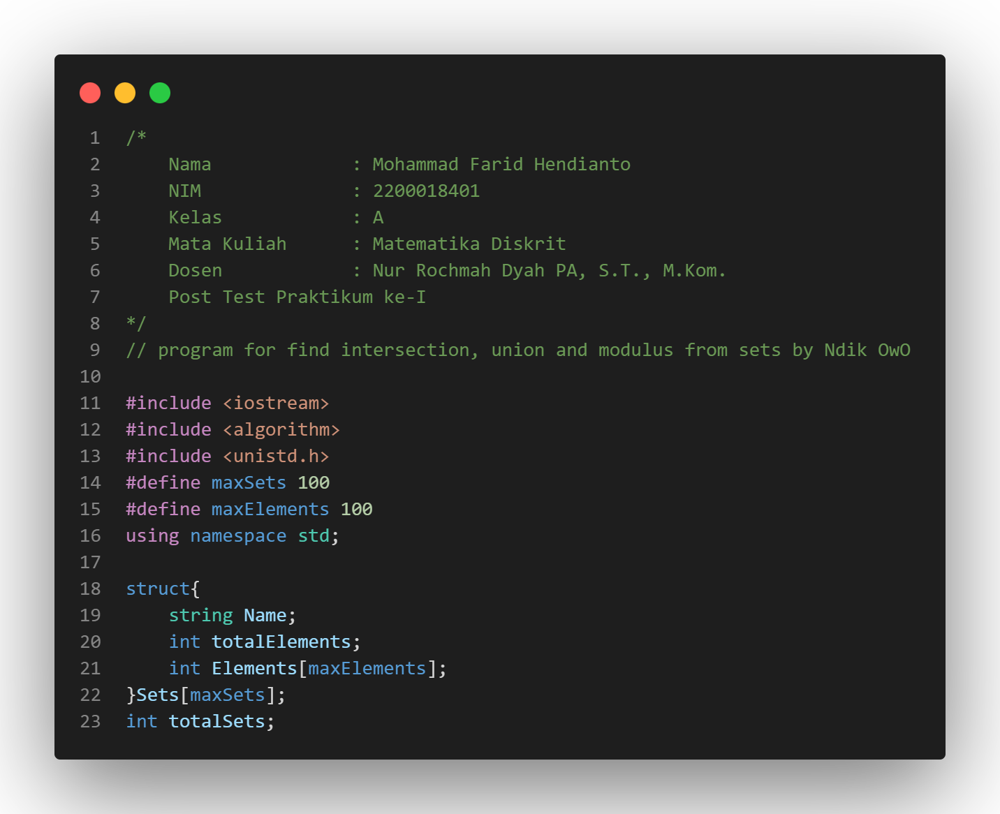 1 /*
2     Nama             : Mohammad Farid Hendianto
3     NIM              : 2200018401
4     Kelas            : A
5     Mata Kuliah      : Matematika Diskrit
6     Dosen            : Nur Rochmah Dyah PA, S.T., M.Kom.
7     Post Test Praktikum ke-I
8 */
9 // program for find intersection, union and modulus from sets by Ndik OwO
10
11 #include <iostream>
12 #include <algorithm>
13 #include <unistd.h>
14 #define maxSets 100
15 #define maxElements 100
16 using namespace std;
17
18 struct{
19     string Name;
20     int totalElements;
21     int Elements[maxElements];
22 }Sets[maxSets];
23 int totalSets;